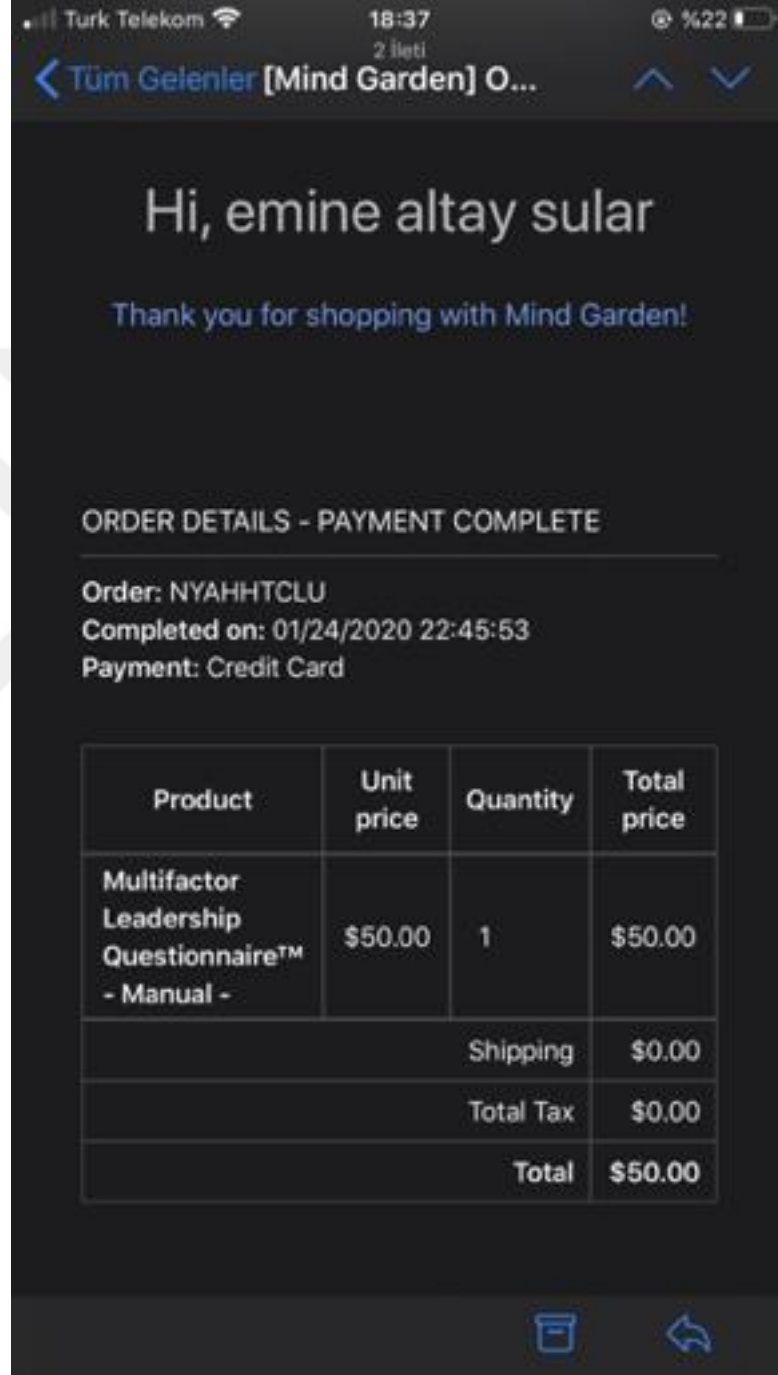 Turk Telekom 18:37 %22
2 İleti
Tüm Gelenler [Mind Garden] O...
Hi, emine altay sular
Thank you for shopping with Mind Garden!
ORDER DETAILS - PAYMENT COMPLETE
Order: NYAHHTCLU
Completed on: 01/24/2020 22:45:53
Payment: Credit Card
Product Unit price Quantity Total price
Multifactor
Leadership
Questionnaire™ $50.00 1 $50.00
- Manual -
Shipping $0.00
Total Tax $0.00
Total $50.00